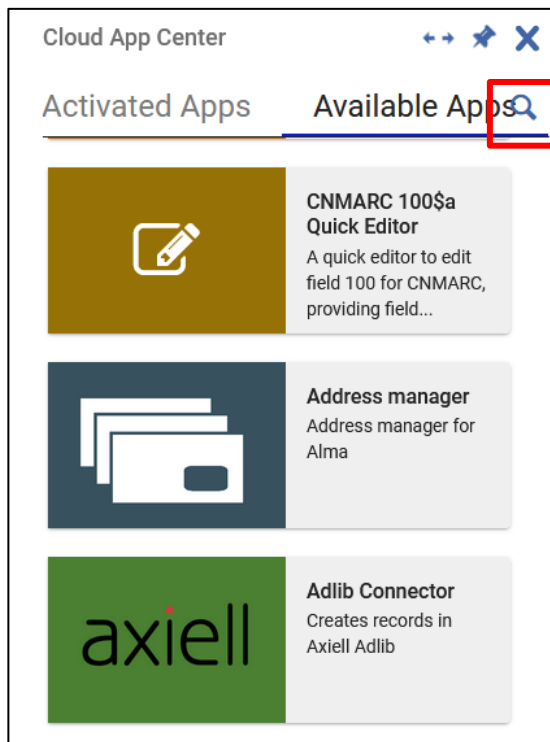 Cloud App Center
Activated Apps
Available Apps
CNMARC 100$a
Quick Editor
A quick editor to edit
field 100 for CNMARC,
providing field...
Address manager
Address manager for
Alma
axiell
Adlib Connector
Creates records in
Axiell Adlib